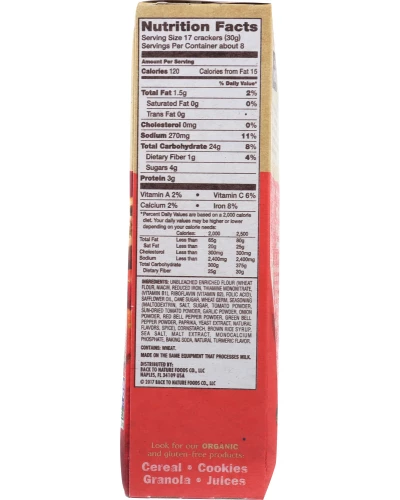 Nutrition Facts
Serving Size 17 crackers (30g)
Servings Per Container about 8
Amount Per Serving
Calories 120 Calories from Fat 15
% Daily Value*
Total Fat 1.5g 2%
Saturated Fat 0g 0%
Trans Fat 0g *
Cholesterol 0mg 0%
Sodium 270mg 11%
Total Carbohydrate 24g 8%
Dietary Fiber 1g 4%
Sugars 4g
Protein 3g
Vitamin A 2% • Vitamin C 6%
Calcium 2% • Iron 8%
*Percent Daily Values are based on a 2,000 calorie
diet. Your daily values may be higher or lower
depending on your calorie needs:
Calories: 2,000 2,500
Total Fat Less than 65g 80g
Sat Fat Less than 20g 25g
Cholesterol Less than 300mg 300mg
Sodium Less than 2,400mg 2,400mg
Total Carbohydrate 300g 375g
Dietary Fiber 25g 30g
INGREDIENTS: UNBLEACHED ENRICHED FLOUR (WHEAT
FLOUR, NIACIN, REDUCED IRON, THIAMINE MONONITRATE,
(VITAMIN B1), RIBOFLAVIN (VITAMIN B2), FOLIC ACID),
SAFFLOWER OIL, CANE SUGAR, WHEAT GERM, SEASONING
(MALTODEXTRIN, SALT, SUGAR, TOMATO POWDER,
SUN-DRIED TOMATO POWDER, GARLIC POWDER, ONION
POWDER, RED BELL PEPPER POWDER, GREEN BELL
PEPPER POWDER, PAPRIKA, YEAST EXTRACT, NATURAL
FLAVORS, SPICE), CORNSTARCH, BROWN RICE SYRUP,
SEA SALT, MALT EXTRACT, MONOCALCIUM
PHOSPHATE, BAKING SODA, NATURAL TURMERIC FLAVOR.
CONTAINS: WHEAT.
MADE ON THE SAME EQUIPMENT THAT PROCESSES MILK.
DISTRIBUTED BY:
BACK TO NATURE FOODS CO., LLC
NAPLES, FL 34109 USA
© 2017 BACK TO NATURE FOODS CO., LLC
Look for our ORGANIC
and gluten-free products:
Cereal • Cookies
Granola • Juices